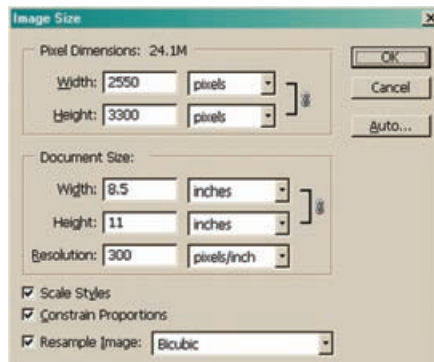 Image Size
Pixel Dimensions: 24.1M
Width: 2550 pixels
Height: 3300 pixels
OK
Cancel
Auto...
Document Size:
Width: 8.5 inches
Height: 11 inches
Resolution: 300 pixels/inch
Scale Styles
Constrain Proportions
Resample Image: Bicubic